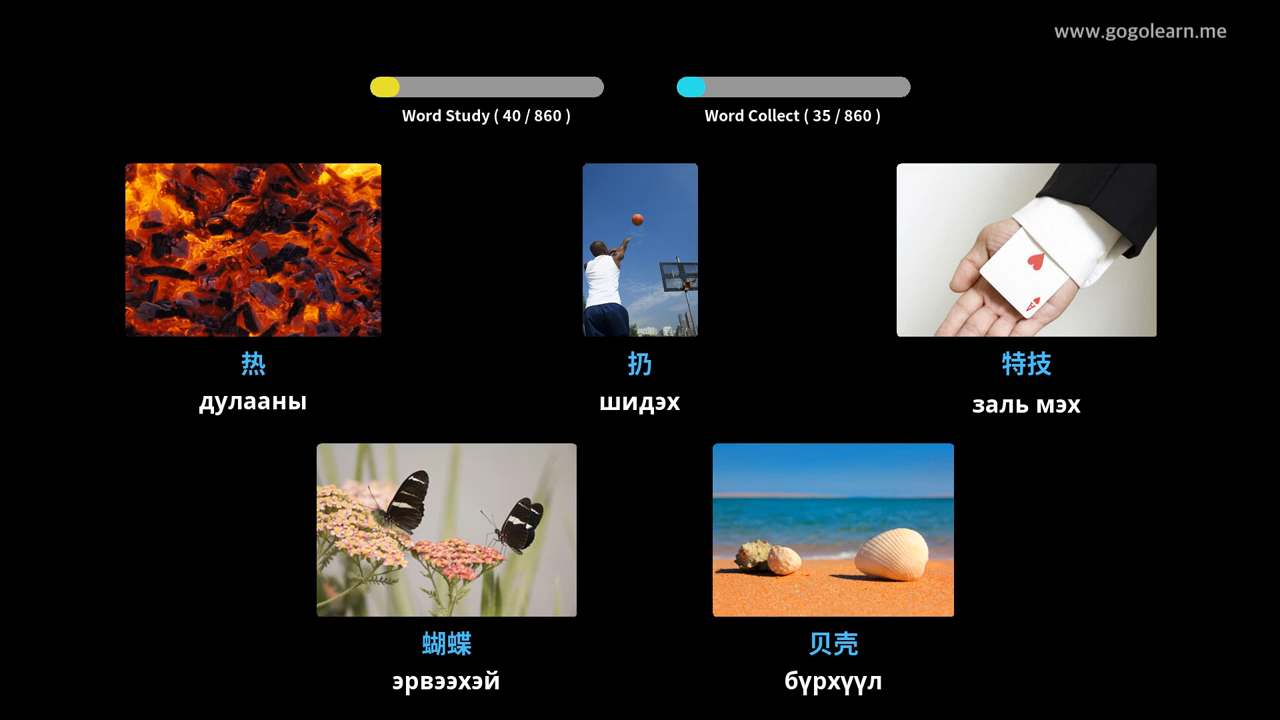 www.gogolearn.me
Word Study ( 40 / 860 )
Word Collect ( 35 / 860 )
热
扔
特技
дулааны
шидэх
заль мэх
蝴蝶
贝壳
эрвээхэй
бүрхүүл